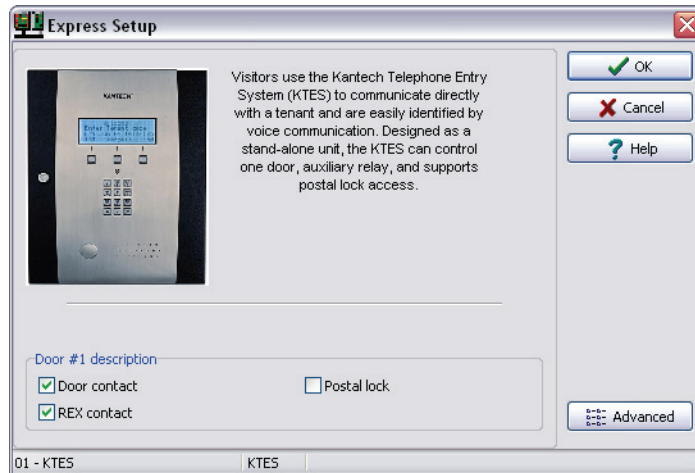 Express Setup
KANTECH
Enter Tenant code
Visitors use the Kantech Telephone Entry
System (KTES) to communicate directly
with a tenant and are easily identified by
voice communication. Designed as a
stand-alone unit, the KTES can control
one door, auxiliary relay, and supports
postal lock access.
OK
Cancel
Help
Door #1 description
Door contact
Postal lock
REX contact
Advanced
01 - KTES
KTES